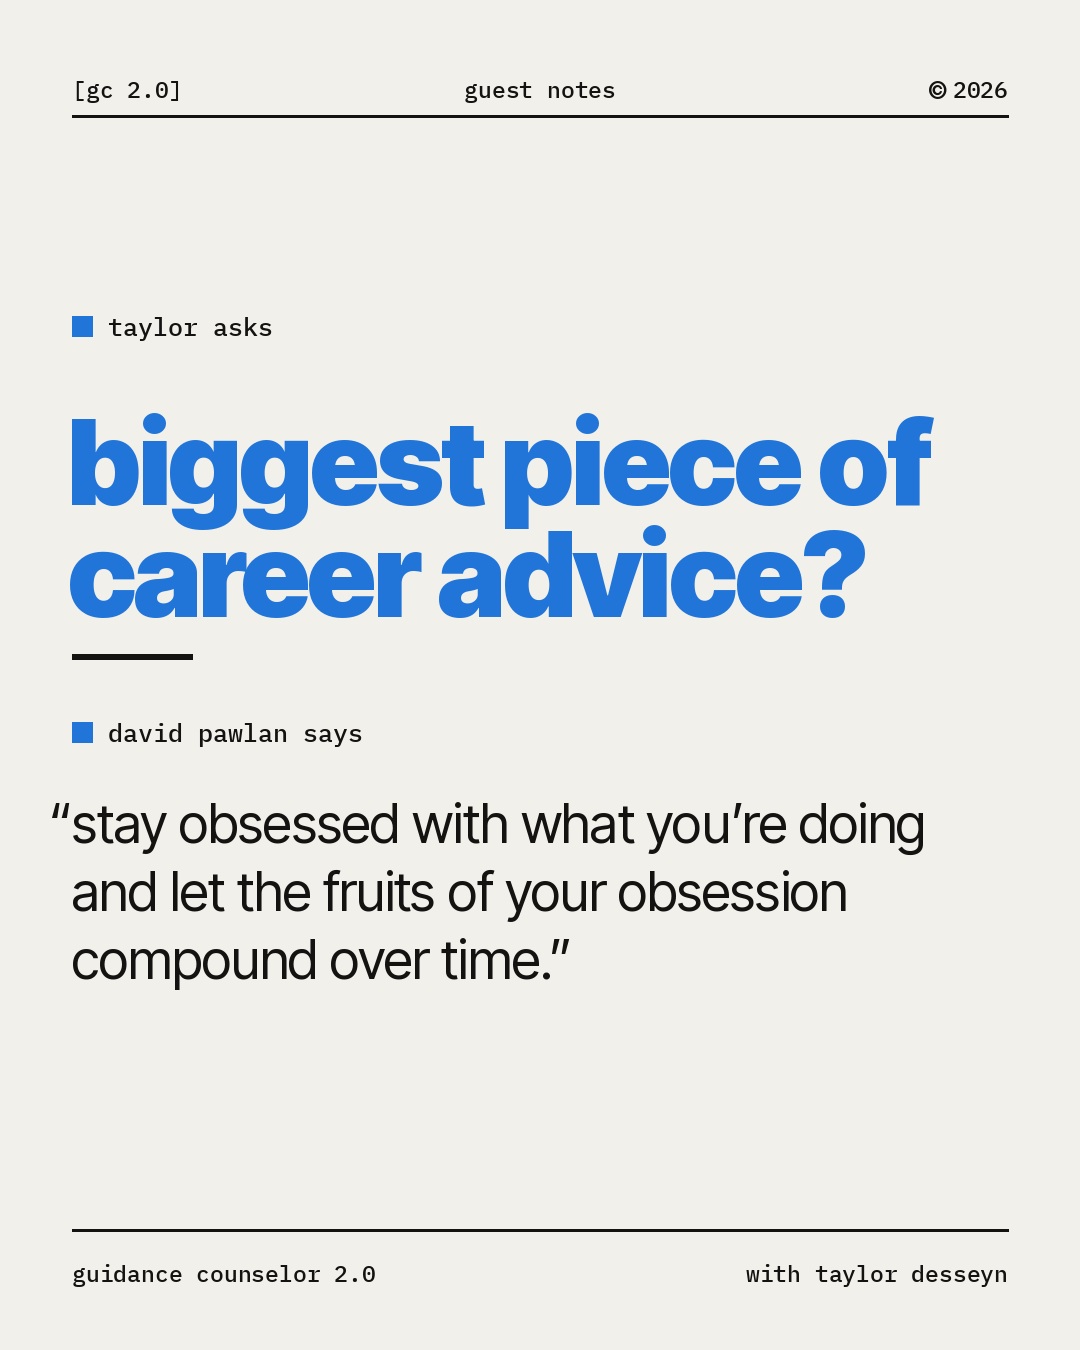 [gc 2.0] guest notes © 2026
taylor asks
biggest piece of
career advice?
david pawlan says
“stay obsessed with what you’re doing
and let the fruits of your obsession
compound over time.”
guidance counselor 2.0 with taylor desseyn